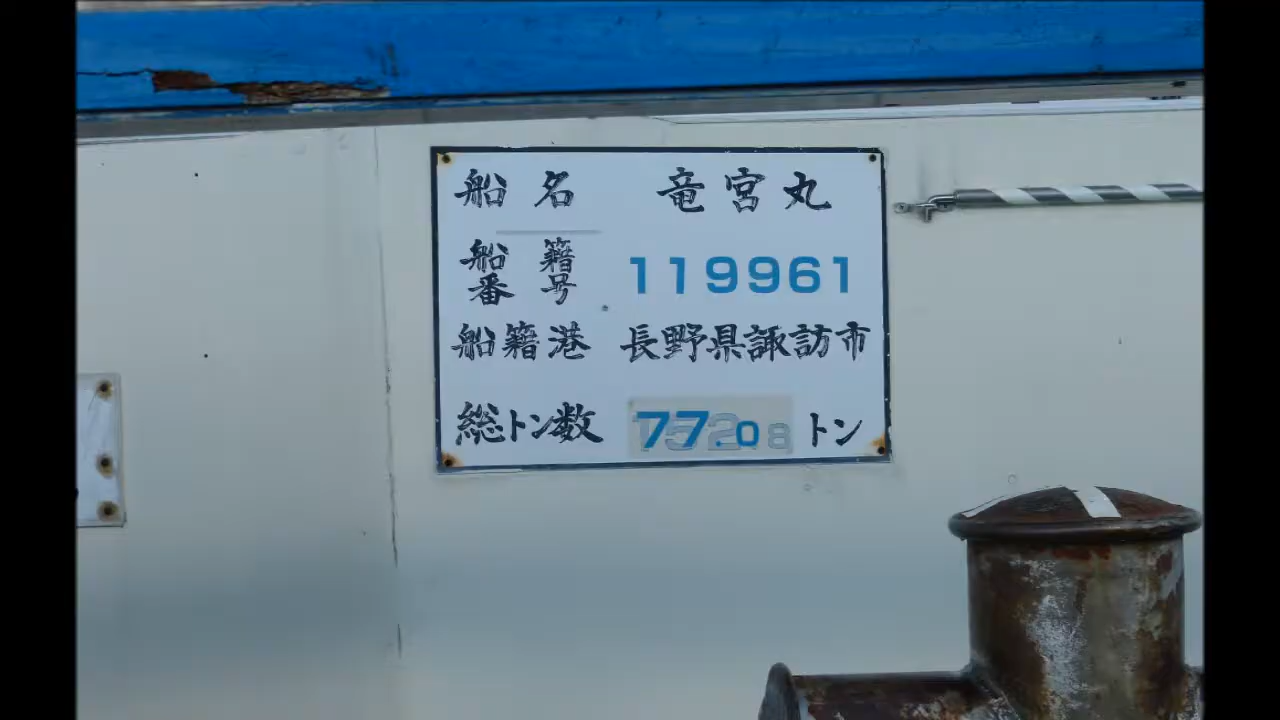 船名 竜宮丸
船籍番号 119961
船籍港 長野県諏訪市
総トン数 77.08 トン